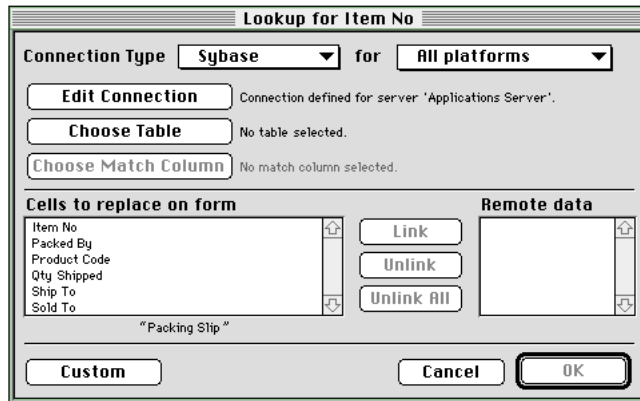 Lookup for Item No
Connection Type Sybase for All platforms
Edit Connection Connection defined for server 'Applications Server'.
Choose Table No table selected.
Choose Match Column No match column selected.
Cells to replace on form Remote data
Item No
Packed By
Product Code
Qty Shipped
Ship To
Sold To
Link
Unlink
Unlink All
"Packing Slip"
Custom Cancel OK